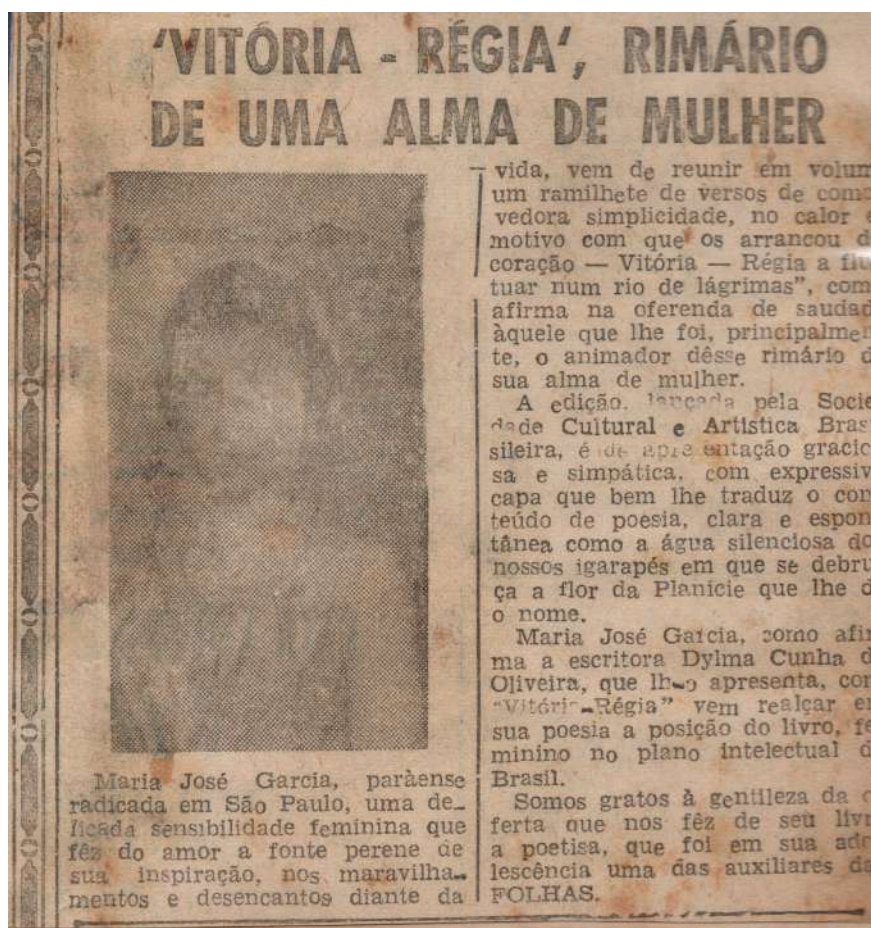 'VITÓRIA - RÉGIA', RIMÁRIO
DE UMA ALMA DE MULHER
Maria José Garcia, paràense
radicada em São Paulo, uma de_
licada sensibilidade feminina que
fêz do amor a fonte perene de
sua inspiração, nos maravilha-
mentos e desencantos diante da
vida, vem de reunir em volum
um ramilhete de versos de como
vedora simplicidade, no calor e
motivo com que os arrancou d
coração — Vitória — Régia a flu
tuar num rio de lágrimas", com
afirma na oferenda de saudad
àquele que lhe foi, principalmen
te, o animador dêsse rimário d
sua alma de mulher.
A edição, lançada pela Socie
dade Cultural e Artistica Bras
sileira, é de apresentação gracio
sa e simpática, com expressiv
capa que bem lhe traduz o con
teúdo de poesia, clara e espon
tânea como a água silenciosa do
nossos igarapés em que se debru
ça a flor da Planicie que lhe d
o nome.
Maria José Garcia, como afir
ma a escritora Dylma Cunha d
Oliveira, que apresenta, con
"Vitória-Régia" vem realçar e
sua poesia a posição do livro, fe
minino no plano intelectual d
Brasil.
Somos gratos à gentileza da o
ferta que nos fêz de seu livr
a poetisa, que foi em sua ado
lescência uma das auxiliares da
FOLHAS.